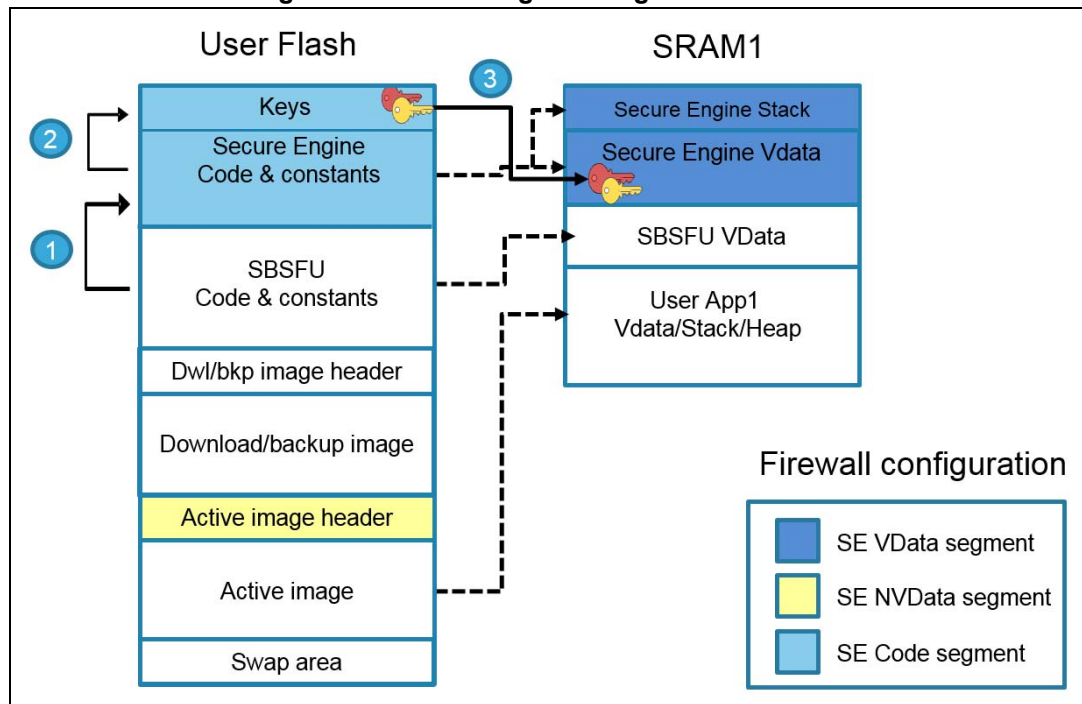 User Flash
SRAM1
3
Keys
2
Secure Engine
Code & constants
1
SBSFU
Code & constants
Dwl/bkp image header
Download/backup image
Active image header
Active image
Swap area
Secure Engine Stack
Secure Engine Vdata
SBSFU VData
User App1
Vdata/Stack/Heap
Firewall configuration
SE VData segment
SE NVData segment
SE Code segment